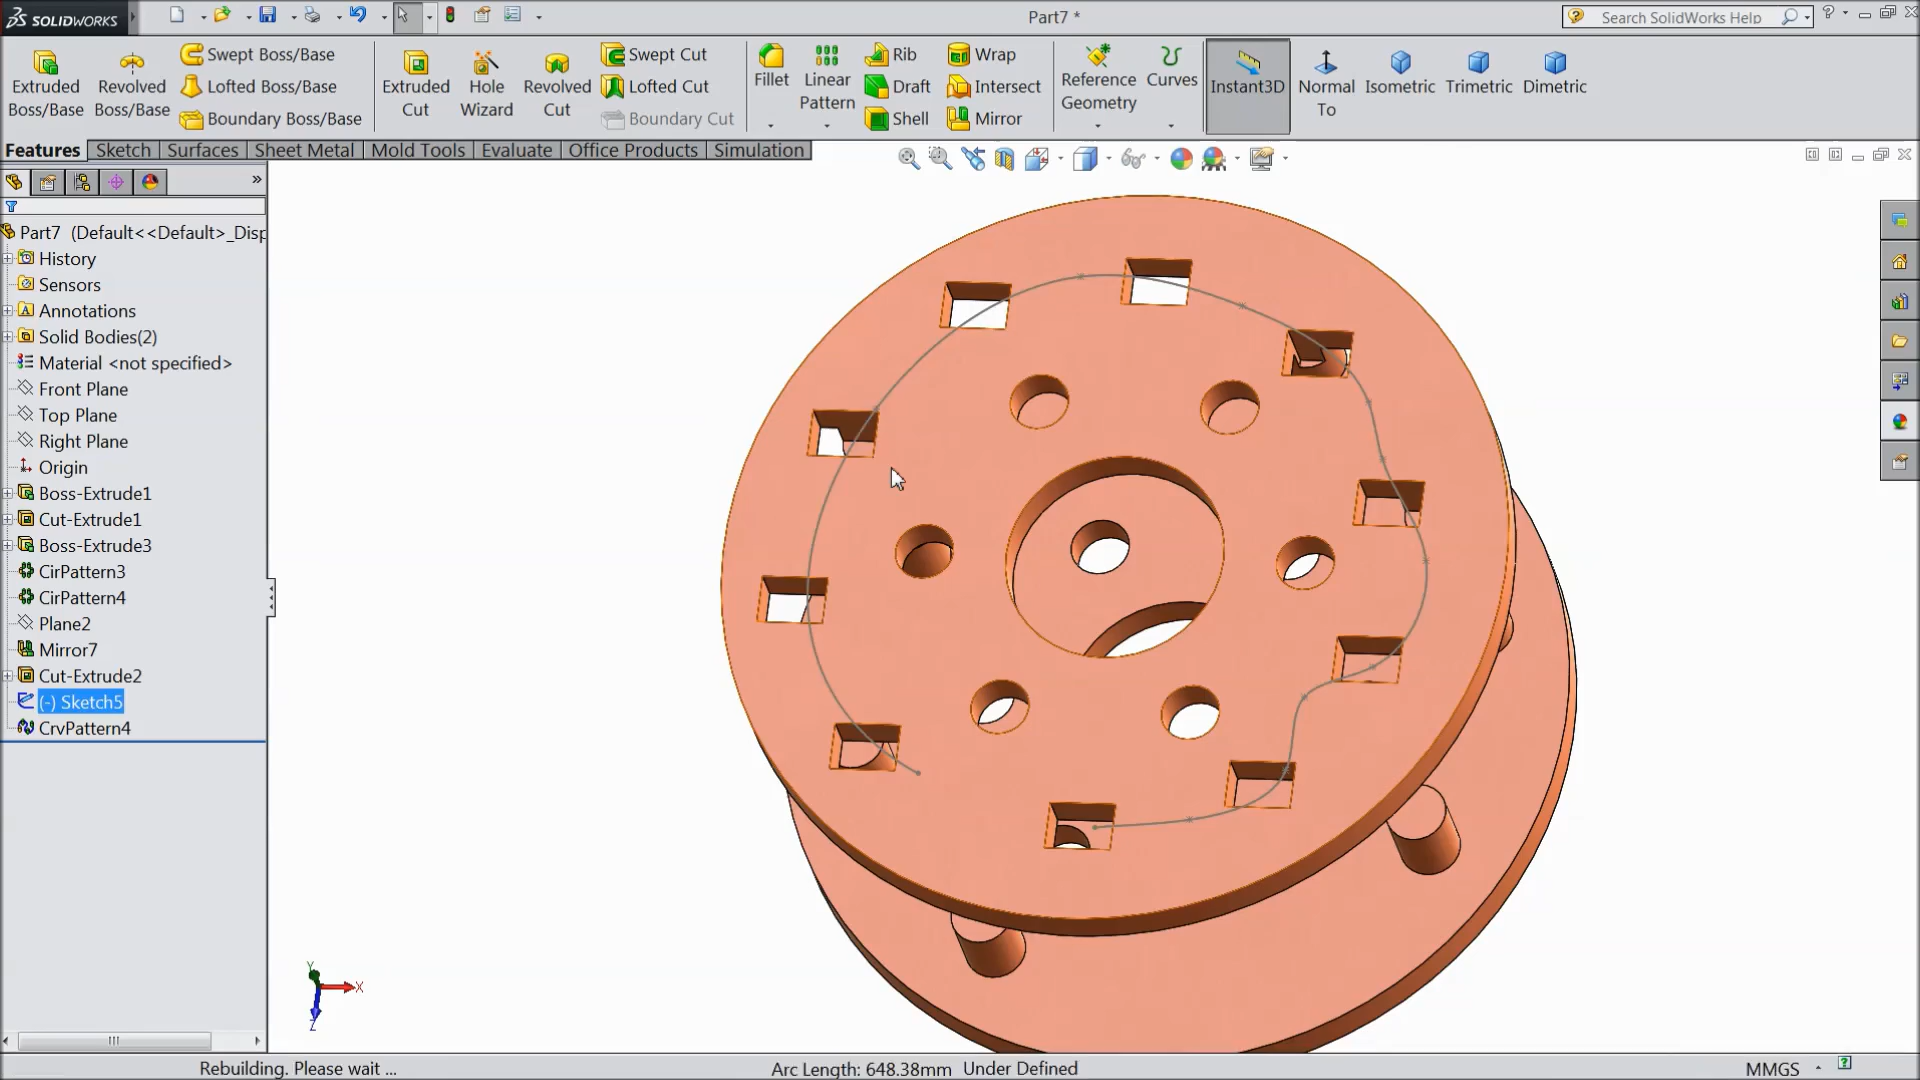 SOLIDWORKS
Part7 *
Search SolidWorks Help
Extruded Boss/Base
Revolved Boss/Base
Swept Boss/Base
Lofted Boss/Base
Boundary Boss/Base
Extruded Cut
Hole Wizard
Revolved Cut
Swept Cut
Lofted Cut
Boundary Cut
Fillet
Linear Pattern
Rib
Draft
Shell
Wrap
Intersect
Mirror
Reference Geometry
Curves
Instant3D
Normal To
Isometric
Trimetric
Dimetric
Features Sketch Surfaces Sheet Metal Mold Tools Evaluate Office Products Simulation
Part7 (Default<<Default>_Disp
History
Sensors
Annotations
Solid Bodies(2)
Material <not specified>
Front Plane
Top Plane
Right Plane
Origin
Boss-Extrude1
Cut-Extrude1
Boss-Extrude3
CirPattern3
CirPattern4
Plane2
Mirror7
Cut-Extrude2
(-) Sketch5
CrvPattern4
Y
X
Z
Rebuilding. Please wait ... Arc Length: 648.38mm Under Defined MMGS